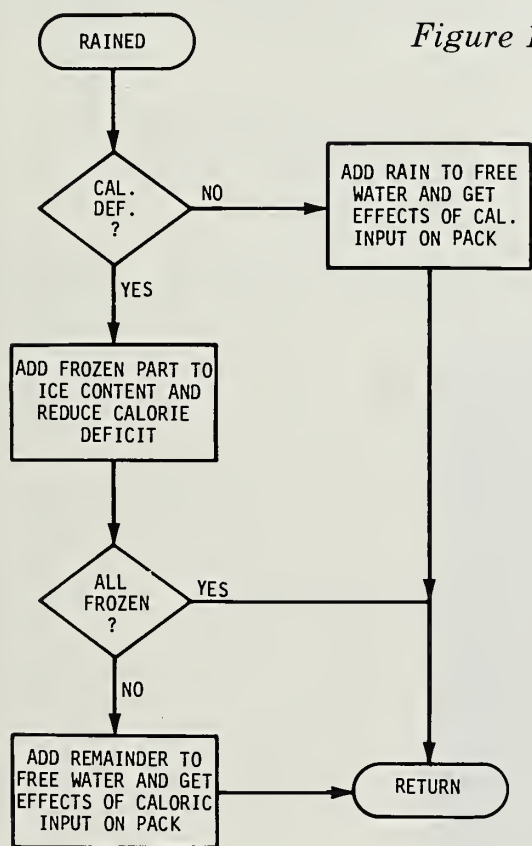 RAINED
Figure 1
CAL.
DEF.
?
NO
ADD RAIN TO FREE
WATER AND GET
EFFECTS OF CAL.
INPUT ON PACK
YES
ADD FROZEN PART TO
ICE CONTENT AND
REDUCE CALORIE
DEFICIT
ALL
FROZEN
?
YES
NO
ADD REMAINDER TO
FREE WATER AND GET
EFFECTS OF CALORIC
INPUT ON PACK
RETURN